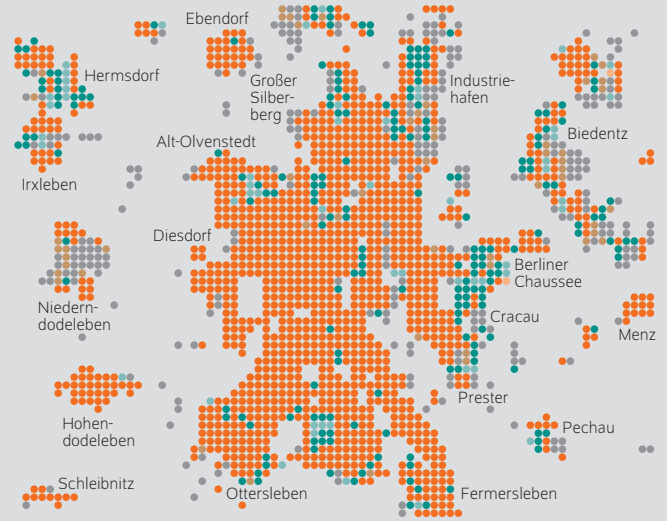 Ebendorf
Hermsdorf
Großer
Silber-
berg
Industrie-
hafen
Biedentz
Alt-Olvenstedt
Irxleben
Diesdorf
Berliner
Chaussee
Niedern-
dodeleben
Cracau
Menz
Prester
Hohen-
dodeleben
Pechau
Schleibnitz
Ottersleben
Fermersleben